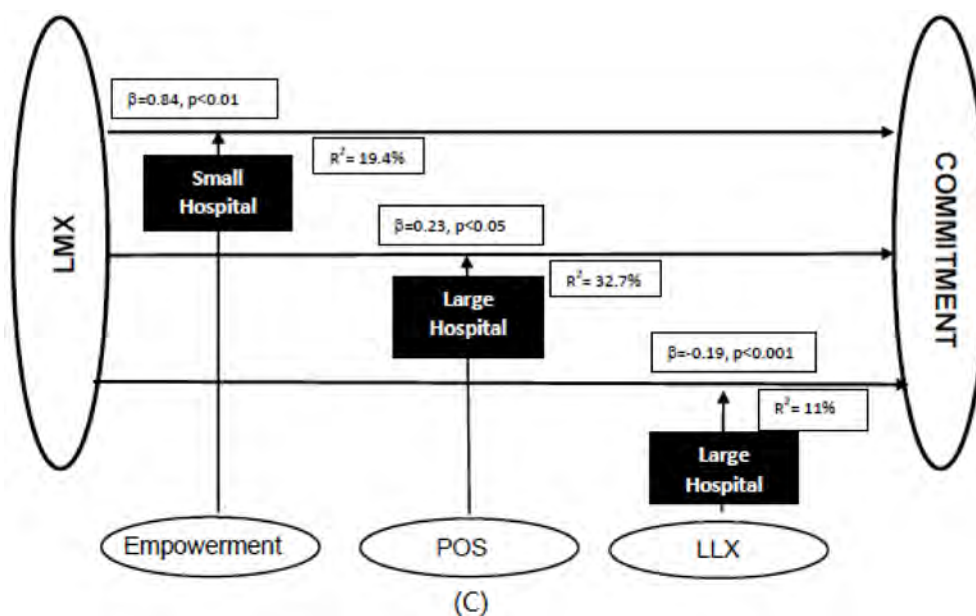 LMX
β=0.84, p<0.01
R²= 19.4%
Small
Hospital
β=0.23, p<0.05
R²= 32.7%
Large
Hospital
β=-0.19, p<0.001
R²= 11%
Large
Hospital
COMMITMENT
Empowerment
POS
LLX
(C)